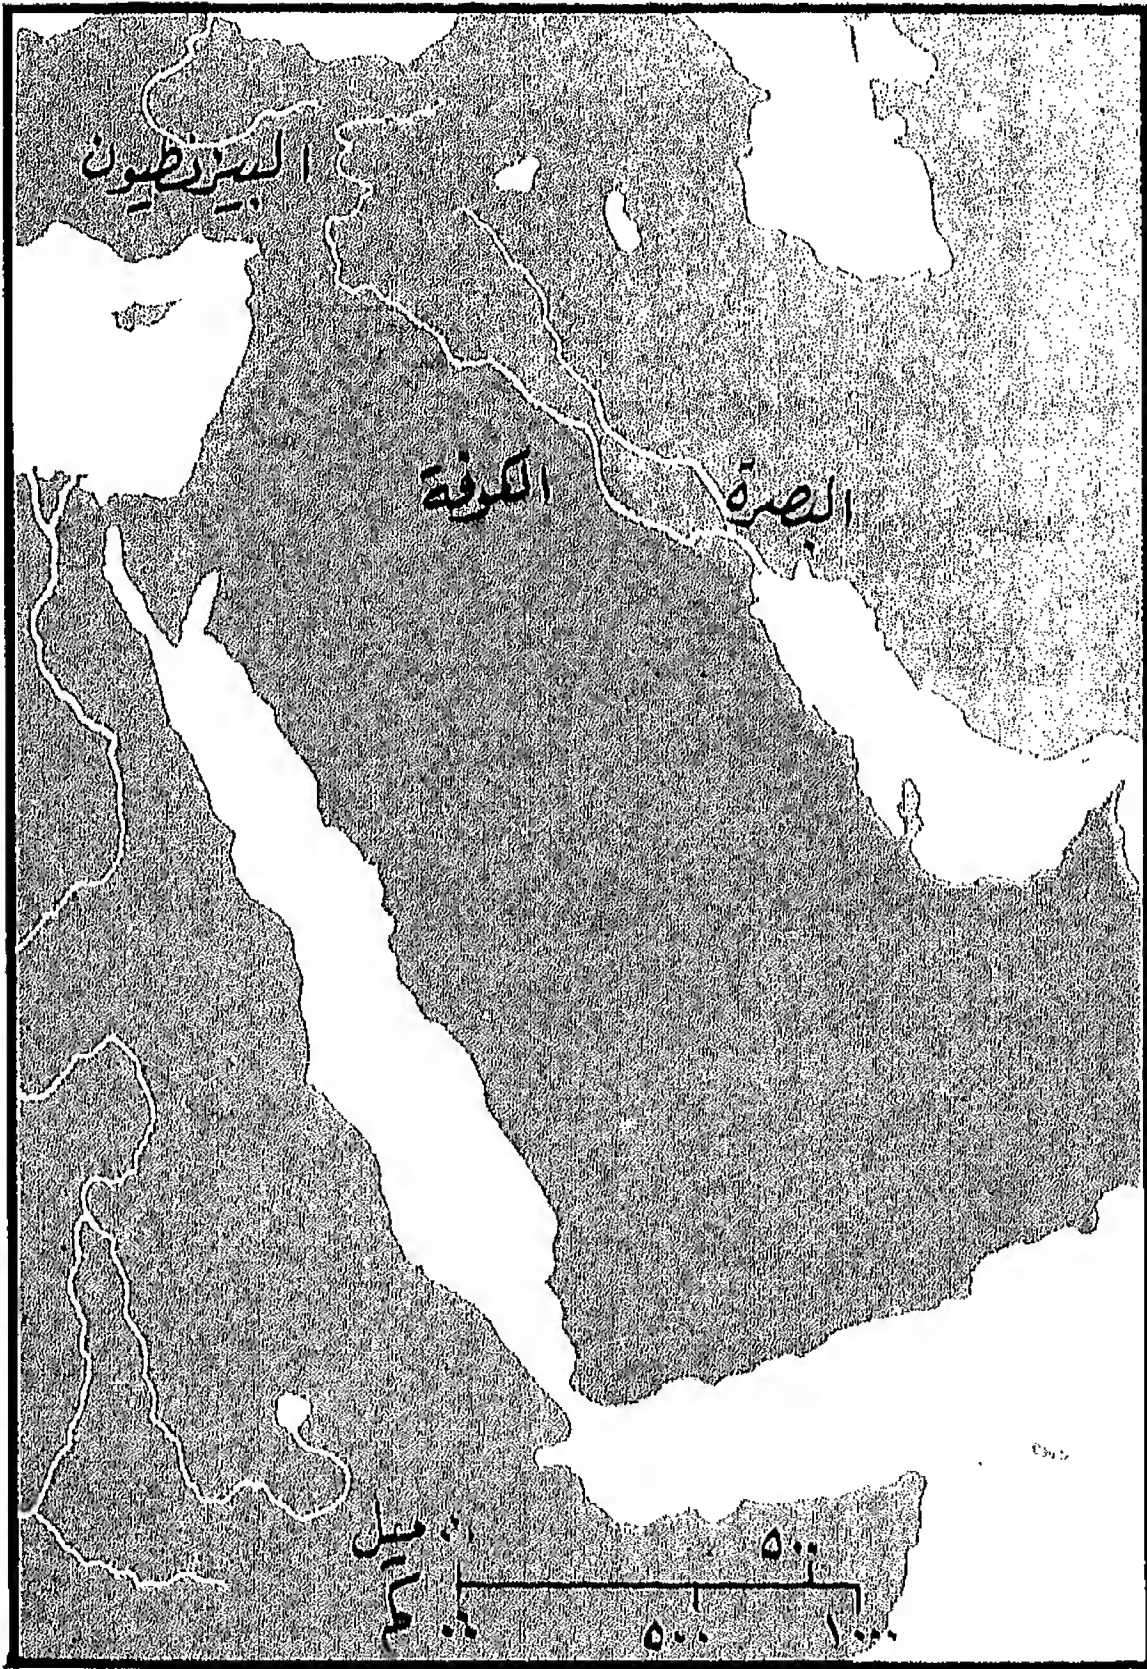 البيزنطيون
الكوفة
البصرة
ميل ٥٠٠
كم ٥٠٠ ١٠٠٠